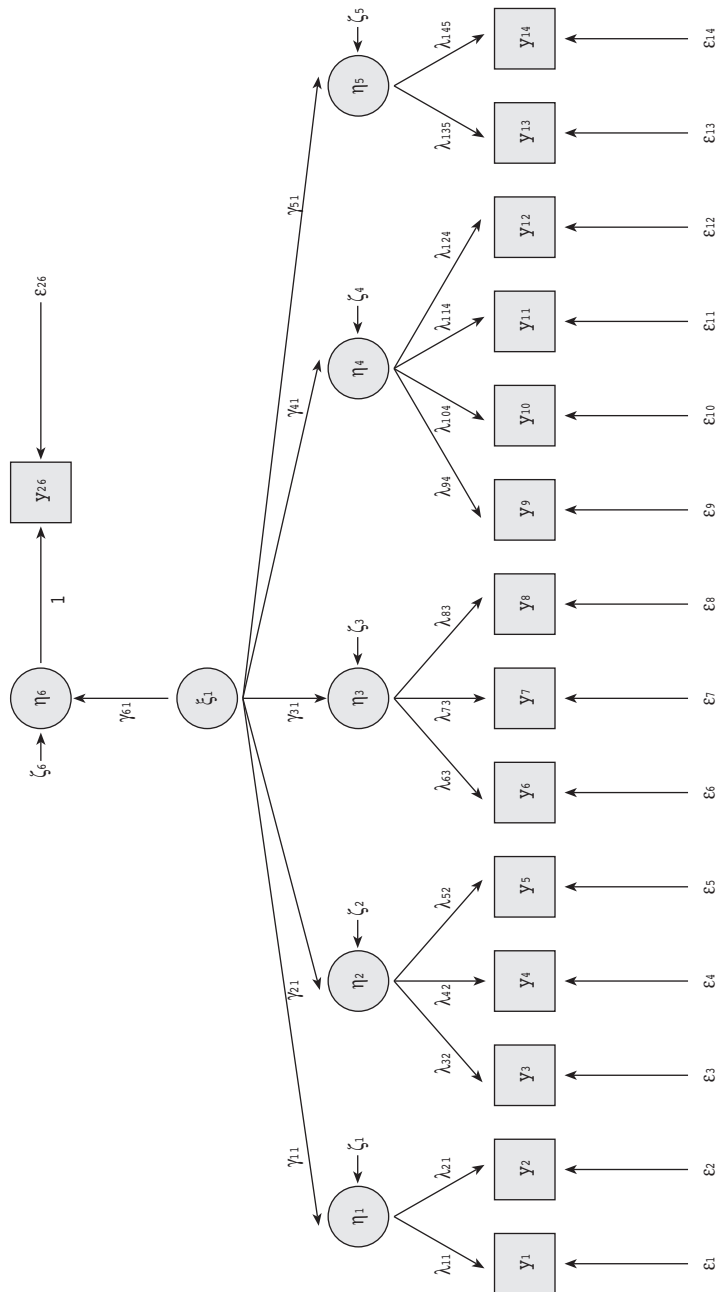 ζ5
λ145
y14
ε14
η5
λ135
y13
ε13
γ51
ε26
ζ4
λ124
y12
ε12
η4
λ114
y11
ε11
γ41
λ104
y10
ε10
y26
λ94
y9
ε9
1
ζ3
λ83
y8
ε8
η6
γ61
ξ1
γ31
η3
λ73
y7
ε7
ζ6
λ63
y6
ε6
ζ2
λ52
y5
ε5
γ21
η2
λ42
y4
ε4
λ32
y3
ε3
γ11
ζ1
λ21
y2
ε2
η1
λ11
y1
ε1